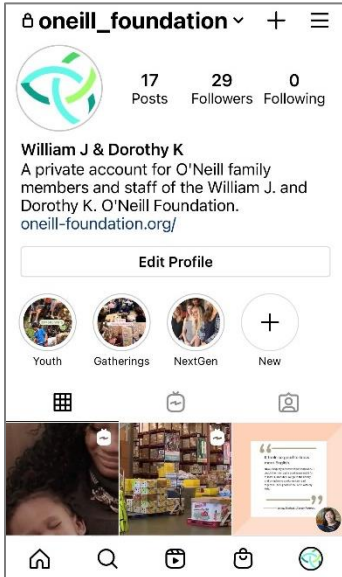 oneill_foundation
17 29 0
Posts Followers Following
William J & Dorothy K
A private account for O'Neill family
members and staff of the William J. and
Dorothy K. O'Neill Foundation.
oneill-foundation.org/
Edit Profile
Youth Gatherings NextGen New